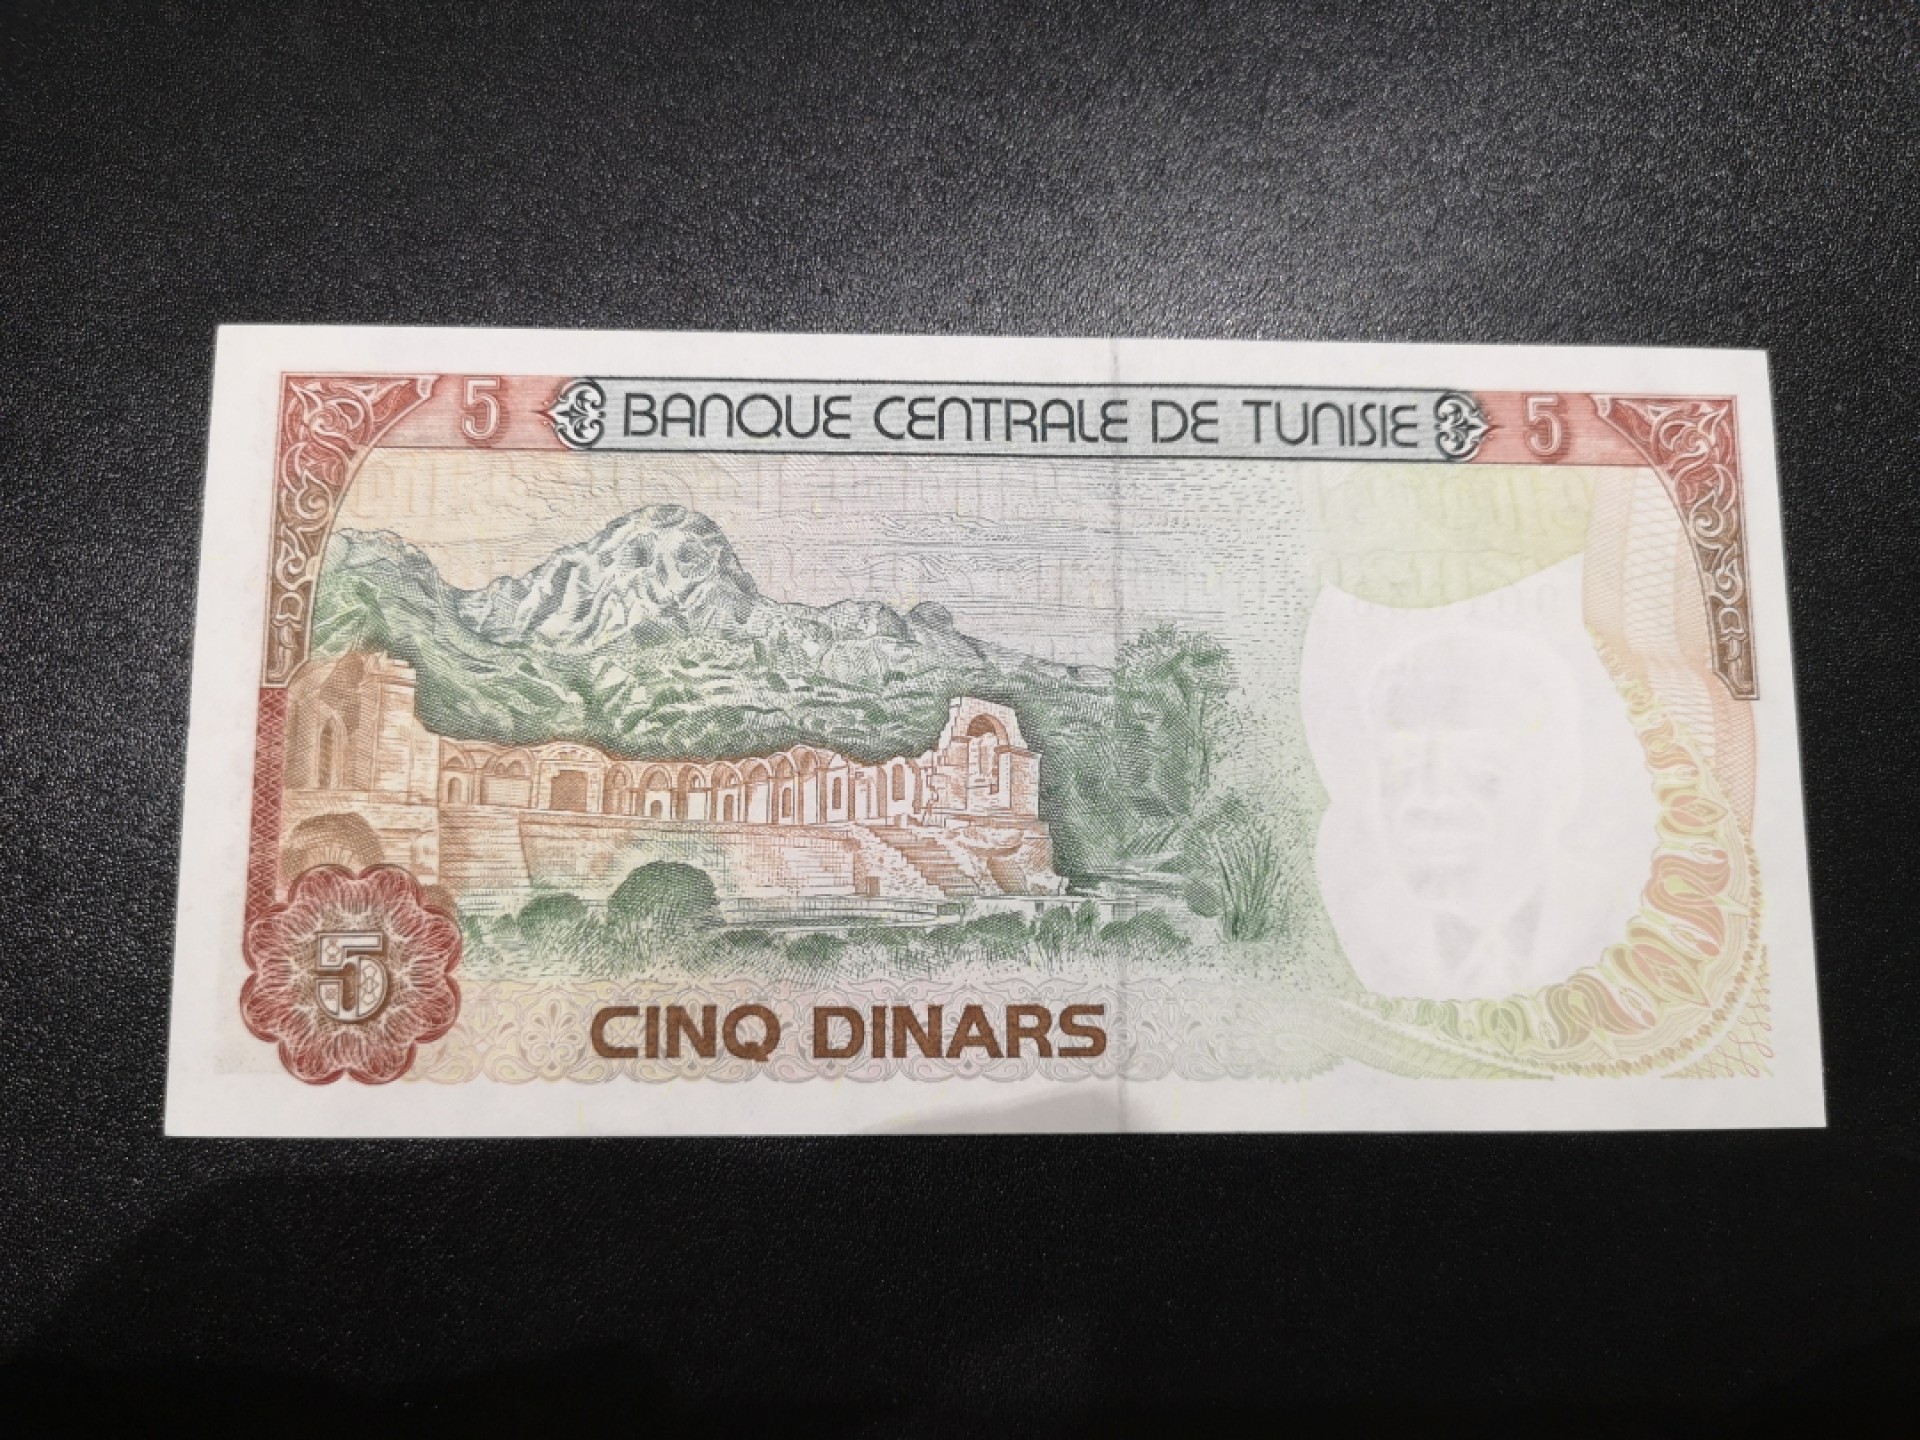 5 BANQUE CENTRALE DE TUNISIE 5
5
CINQ DINARS